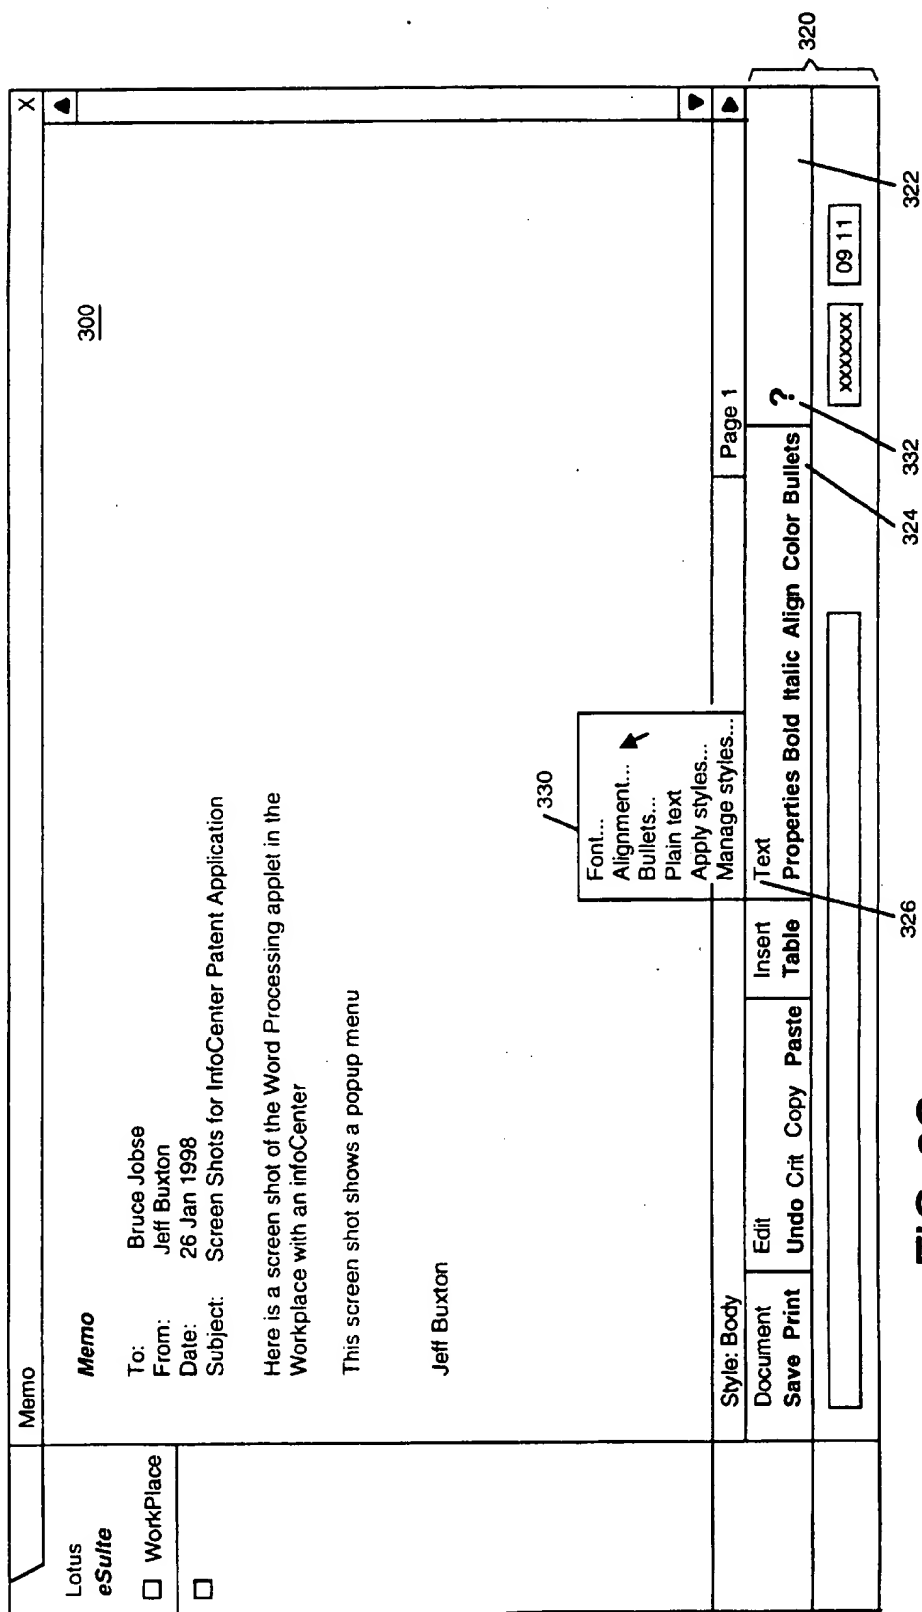 Memo X
Lotus
eSuite
WorkPlace
300
Memo
To: Bruce Jobse
From: Jeff Buxton
Date: 26 Jan 1998
Subject: Screen Shots for InfoCenter Patent Application
Here is a screen shot of the Word Processing applet in the
Workplace with an infoCenter
This screen shot shows a popup menu
Jeff Buxton
330
Font...
Alignment...
Bullets...
Plain text
Apply styles...
Manage styles...
Style: Body Page 1
Document Edit Insert Text
Save Print Undo Crit Copy Paste Table Properties Bold Italic Align Color Bullets ?
xxxxxxxx 09 11
320
326 324 332 322